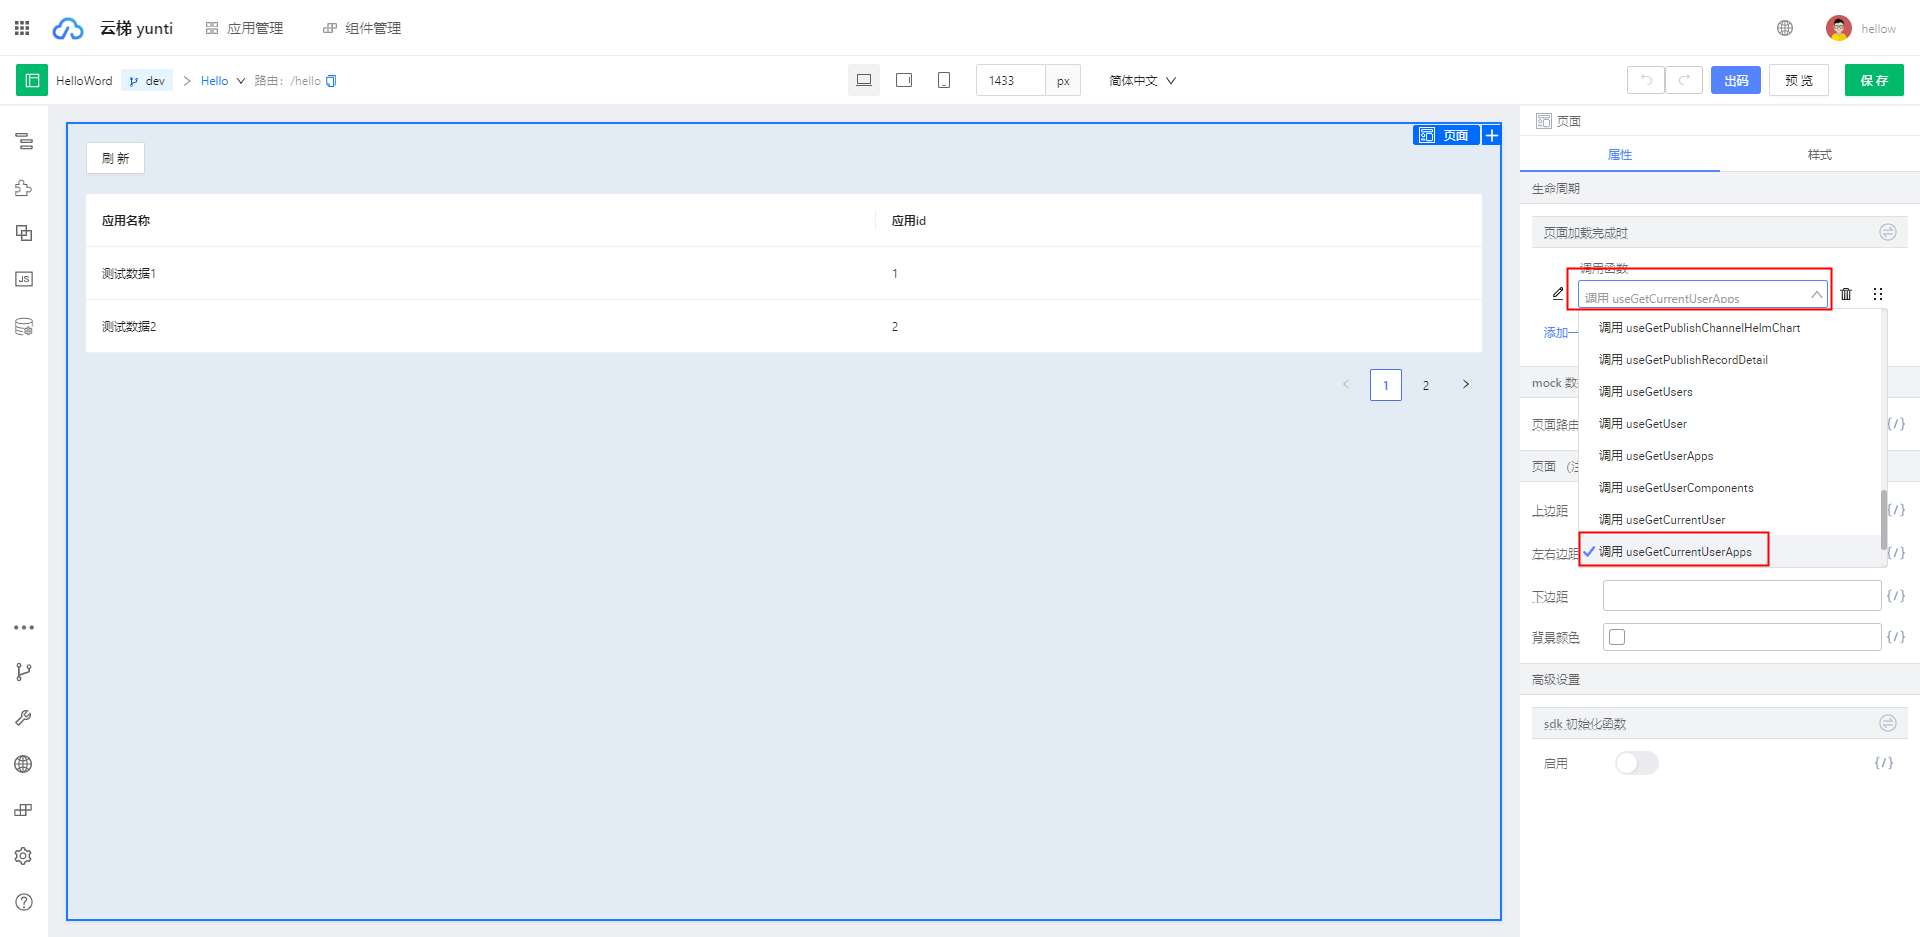 云梯 yunti
应用管理
组件管理
hellow
HelloWord
dev
Hello
路由: /hello
1433
px
简体中文
出码
预 览
保 存
刷 新
页面
应用名称
应用id
测试数据1
1
测试数据2
2
1
2
页面
属性
样式
生命周期
页面加载完成时
调用函数
调用 useGetCurrentUserApps
添加一
调用 useGetPublishChannelHelmChart
调用 useGetPublishRecordDetail
mock 数
调用 useGetUsers
页面路由
调用 useGetUser
{/}
调用 useGetUserApps
页面 (注
调用 useGetUserComponents
上边距
调用 useGetCurrentUser
{/}
左右边距
调用 useGetCurrentUserApps
{/}
下边距
{/}
背景颜色
{/}
高级设置
sdk 初始化函数
启用
{/}
JS